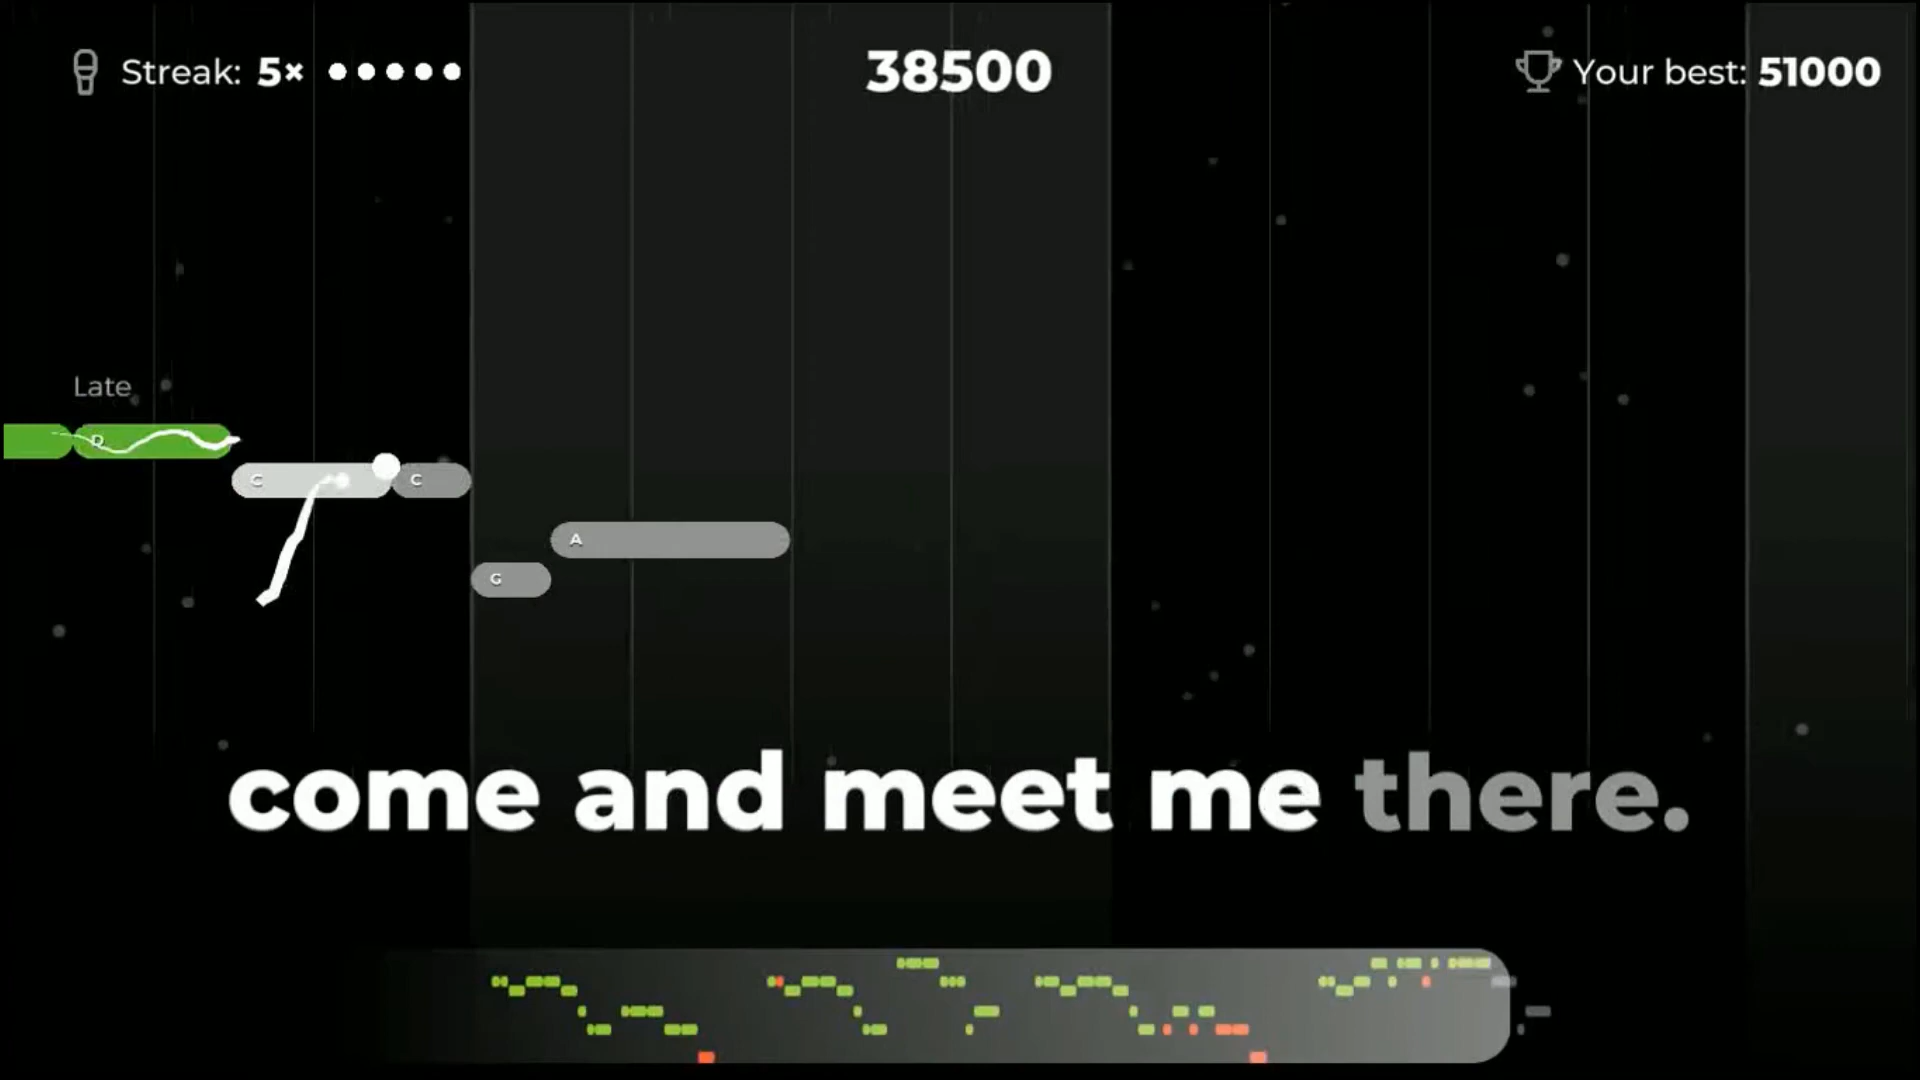 Streak: 5× 38500 Your best: 51000
Late
D
C C
A
G
come and meet me there.